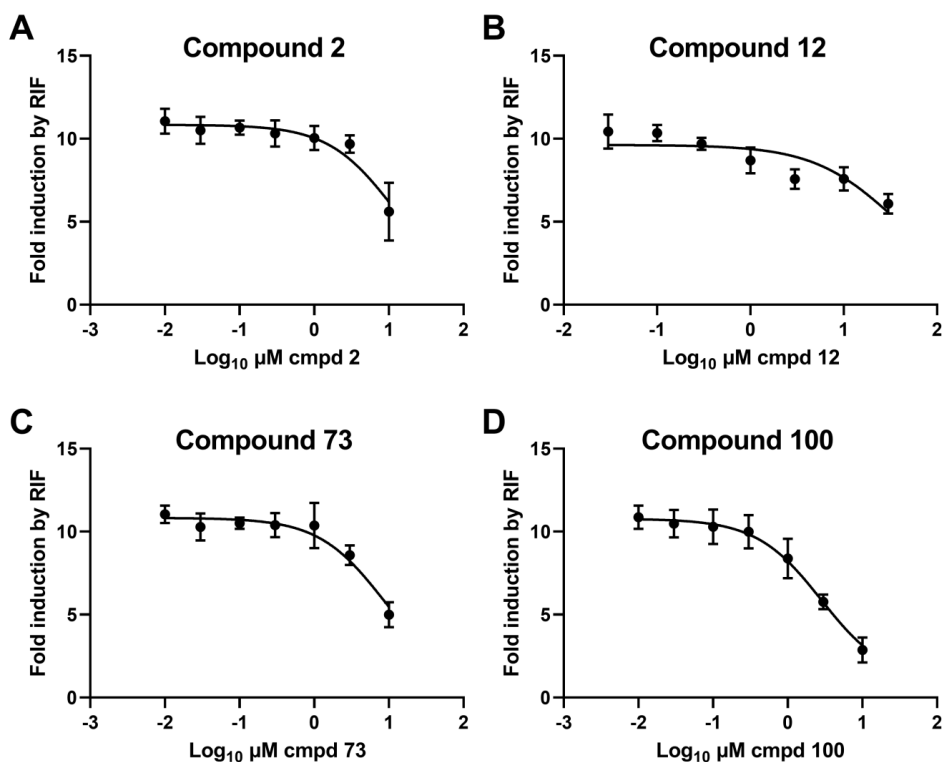 A
Compound 2
Fold induction by RIF
15
10
5
0
-3 -2 -1 0 1 2
Log₁₀ µM cmpd 2
B
Compound 12
Fold induction by RIF
15
10
5
0
-2 -1 0 1 2
Log₁₀ µM cmpd 12
C
Compound 73
Fold induction by RIF
15
10
5
0
-3 -2 -1 0 1 2
Log₁₀ µM cmpd 73
D
Compound 100
Fold induction by RIF
15
10
5
0
-3 -2 -1 0 1 2
Log₁₀ µM cmpd 100